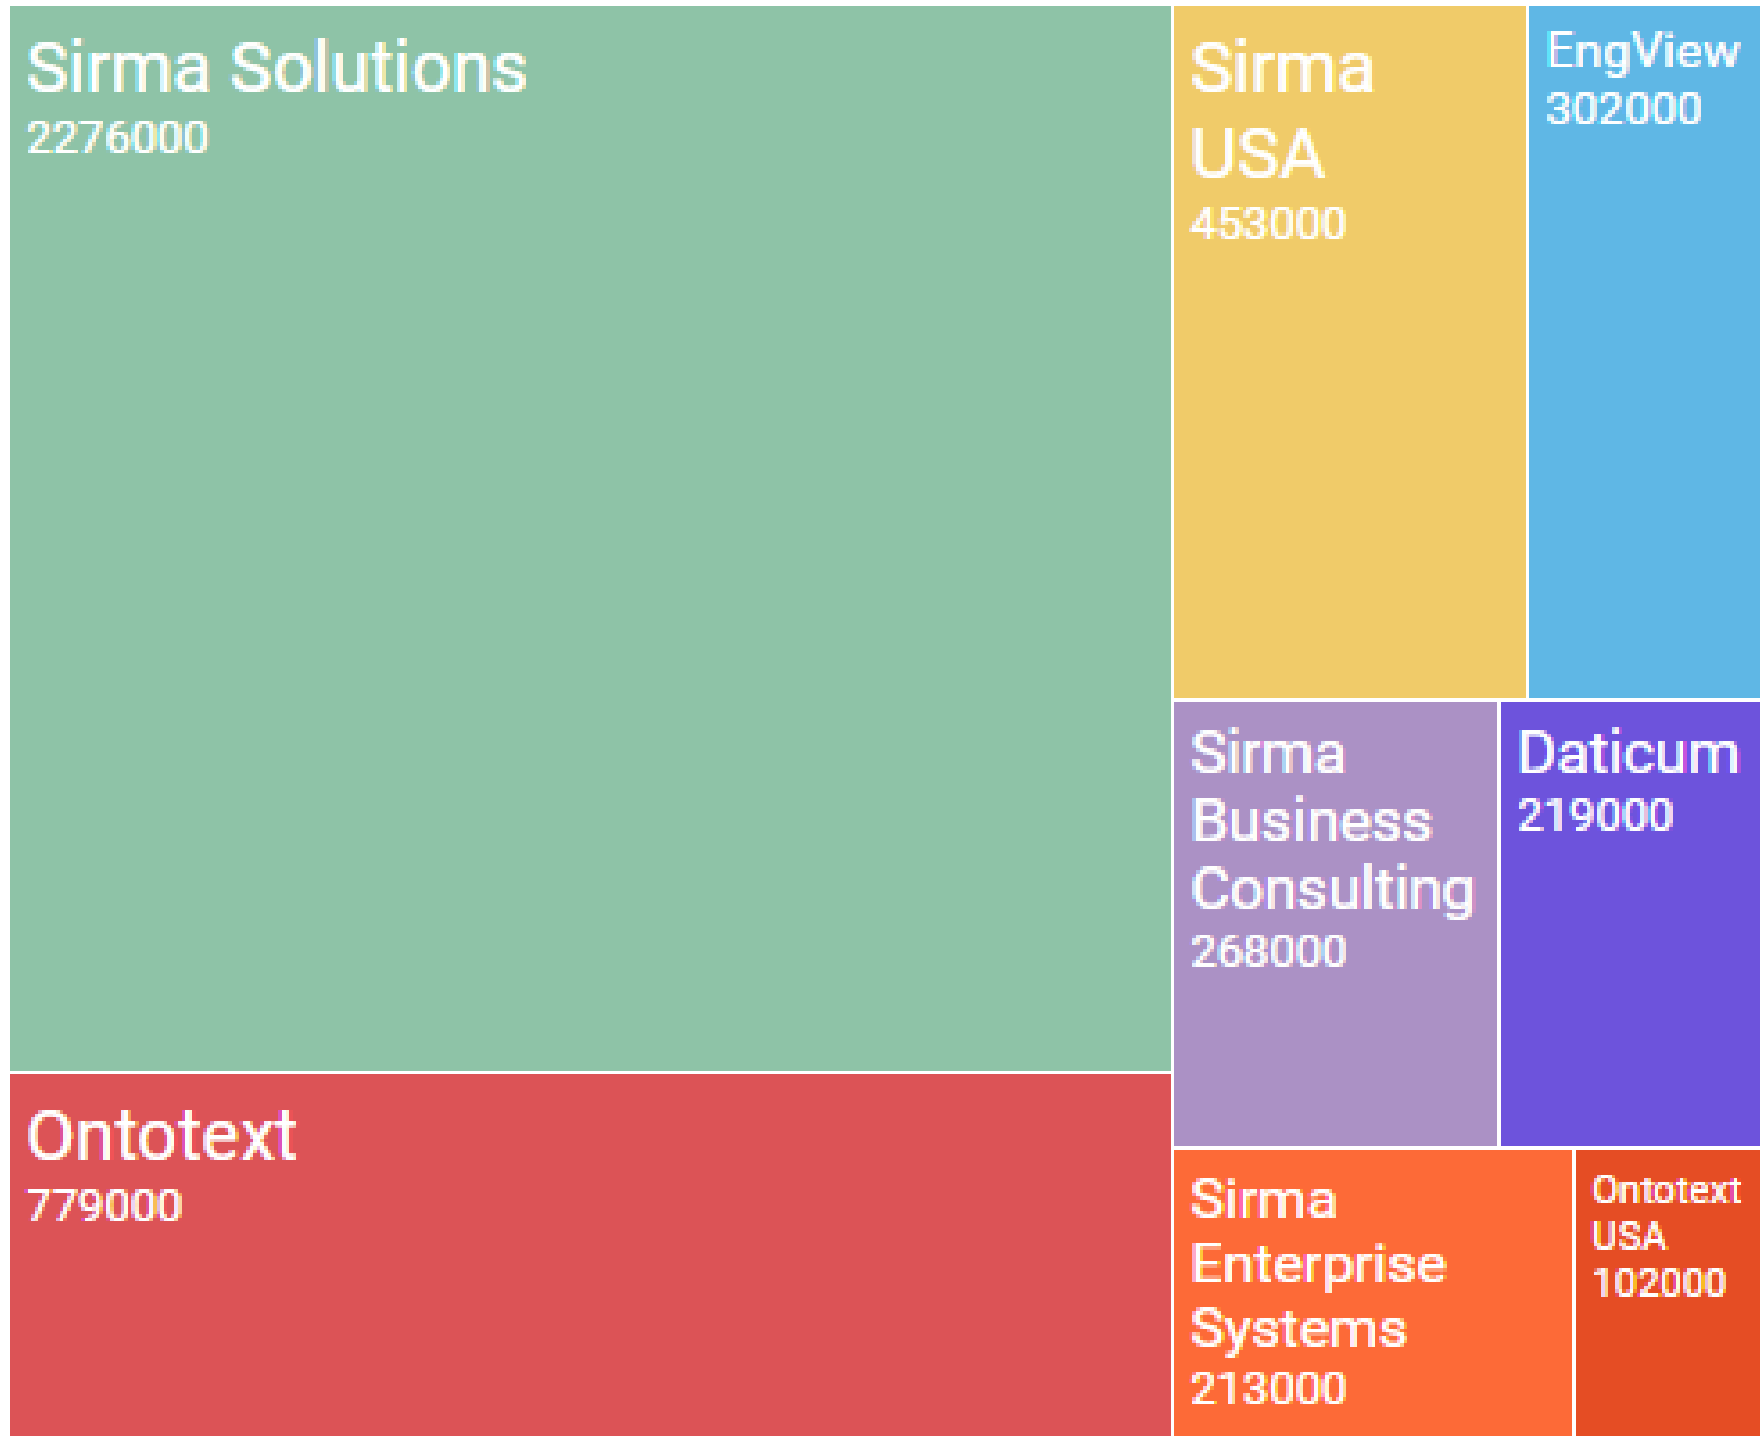 Sirma Solutions
2276000
Sirma
USA
453000
EngView
302000
Sirma
Business
Consulting
268000
Daticum
219000
Ontotext
779000
Sirma
Enterprise
Systems
213000
Ontotext
USA
102000